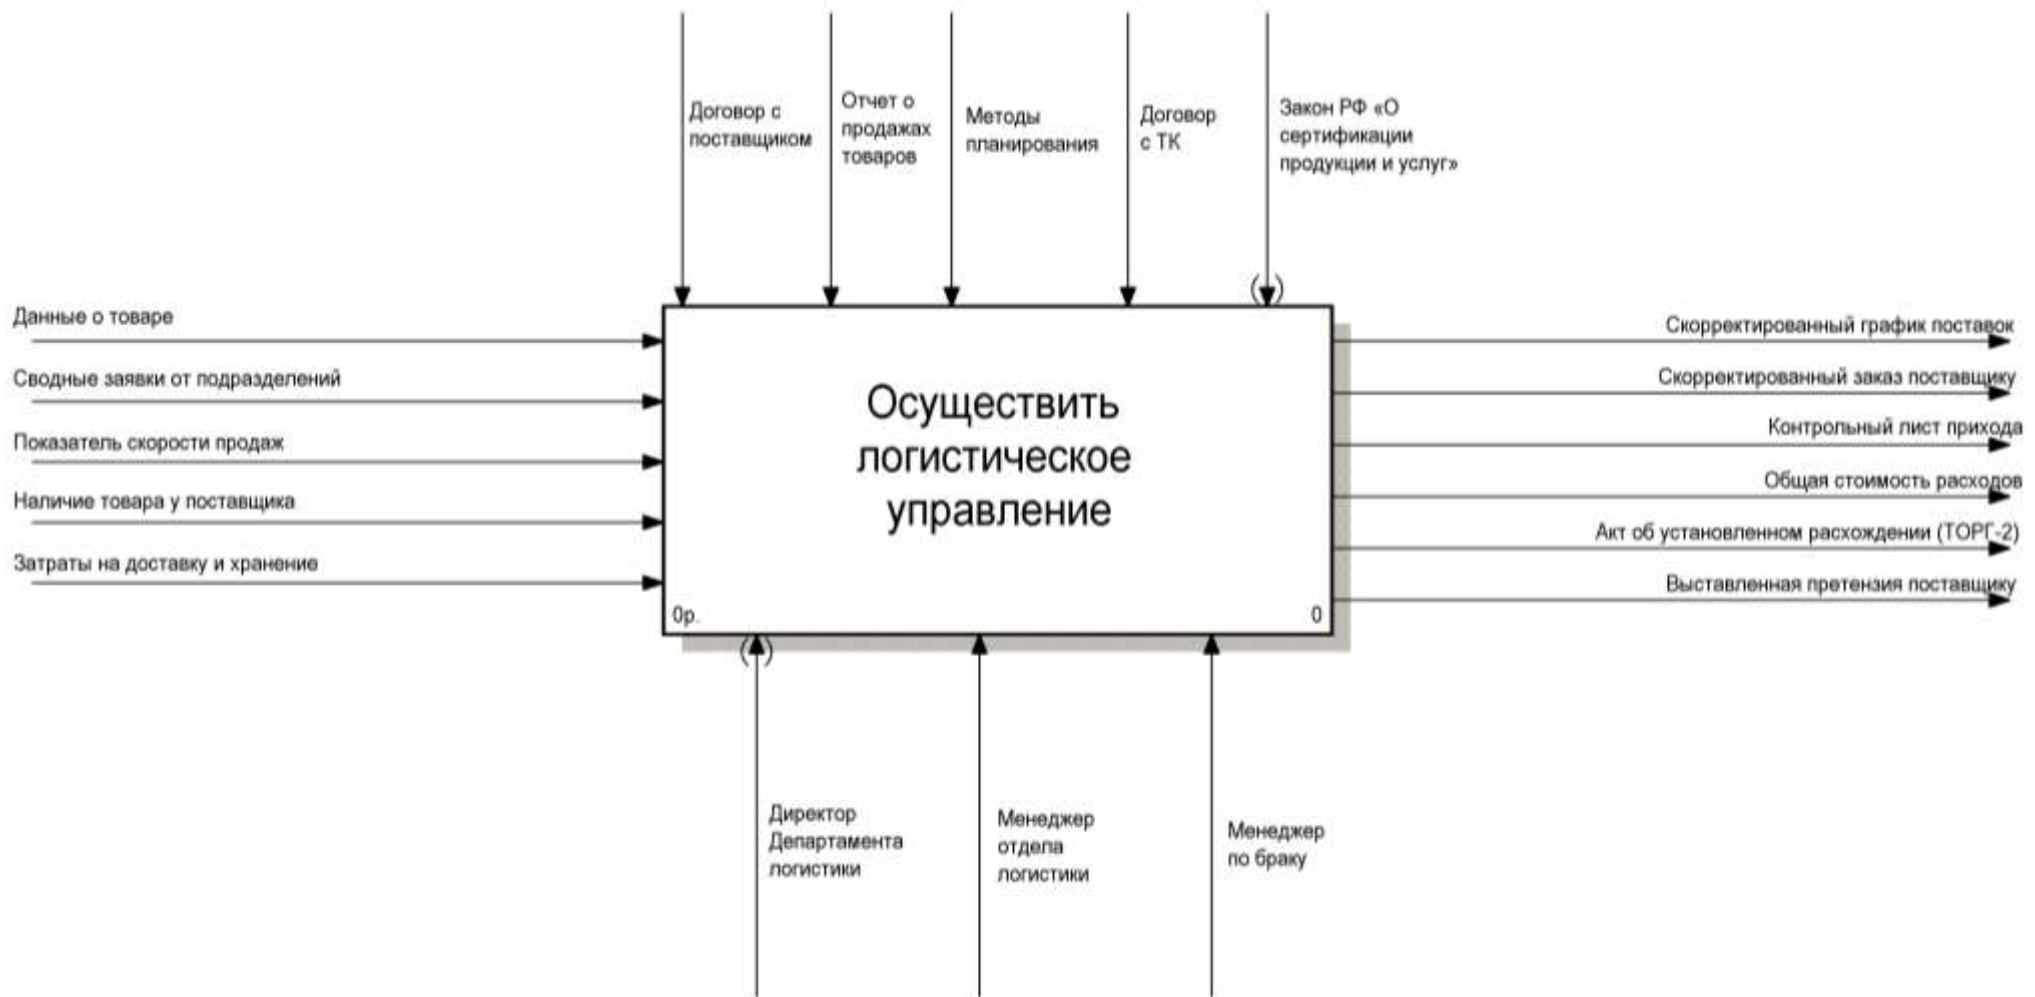 Договор с
поставщиком
Отчет о
продажах
товаров
Методы
планирования
Договор
с ТК
Закон РФ «О
сертификации
продукции и услуг»
Данные о товаре
Сводные заявки от подразделений
Показатель скорости продаж
Наличие товара у поставщика
Затраты на доставку и хранение
Осуществить
логистическое
управление
0р.
0
Скорректированный график поставок
Скорректированный заказ поставщику
Контрольный лист прихода
Общая стоимость расходов
Акт об установленном расхождении (ТОРГ-2)
Выставленная претензия поставщику
Директор
Департамента
логистики
Менеджер
отдела
логистики
Менеджер
по браку